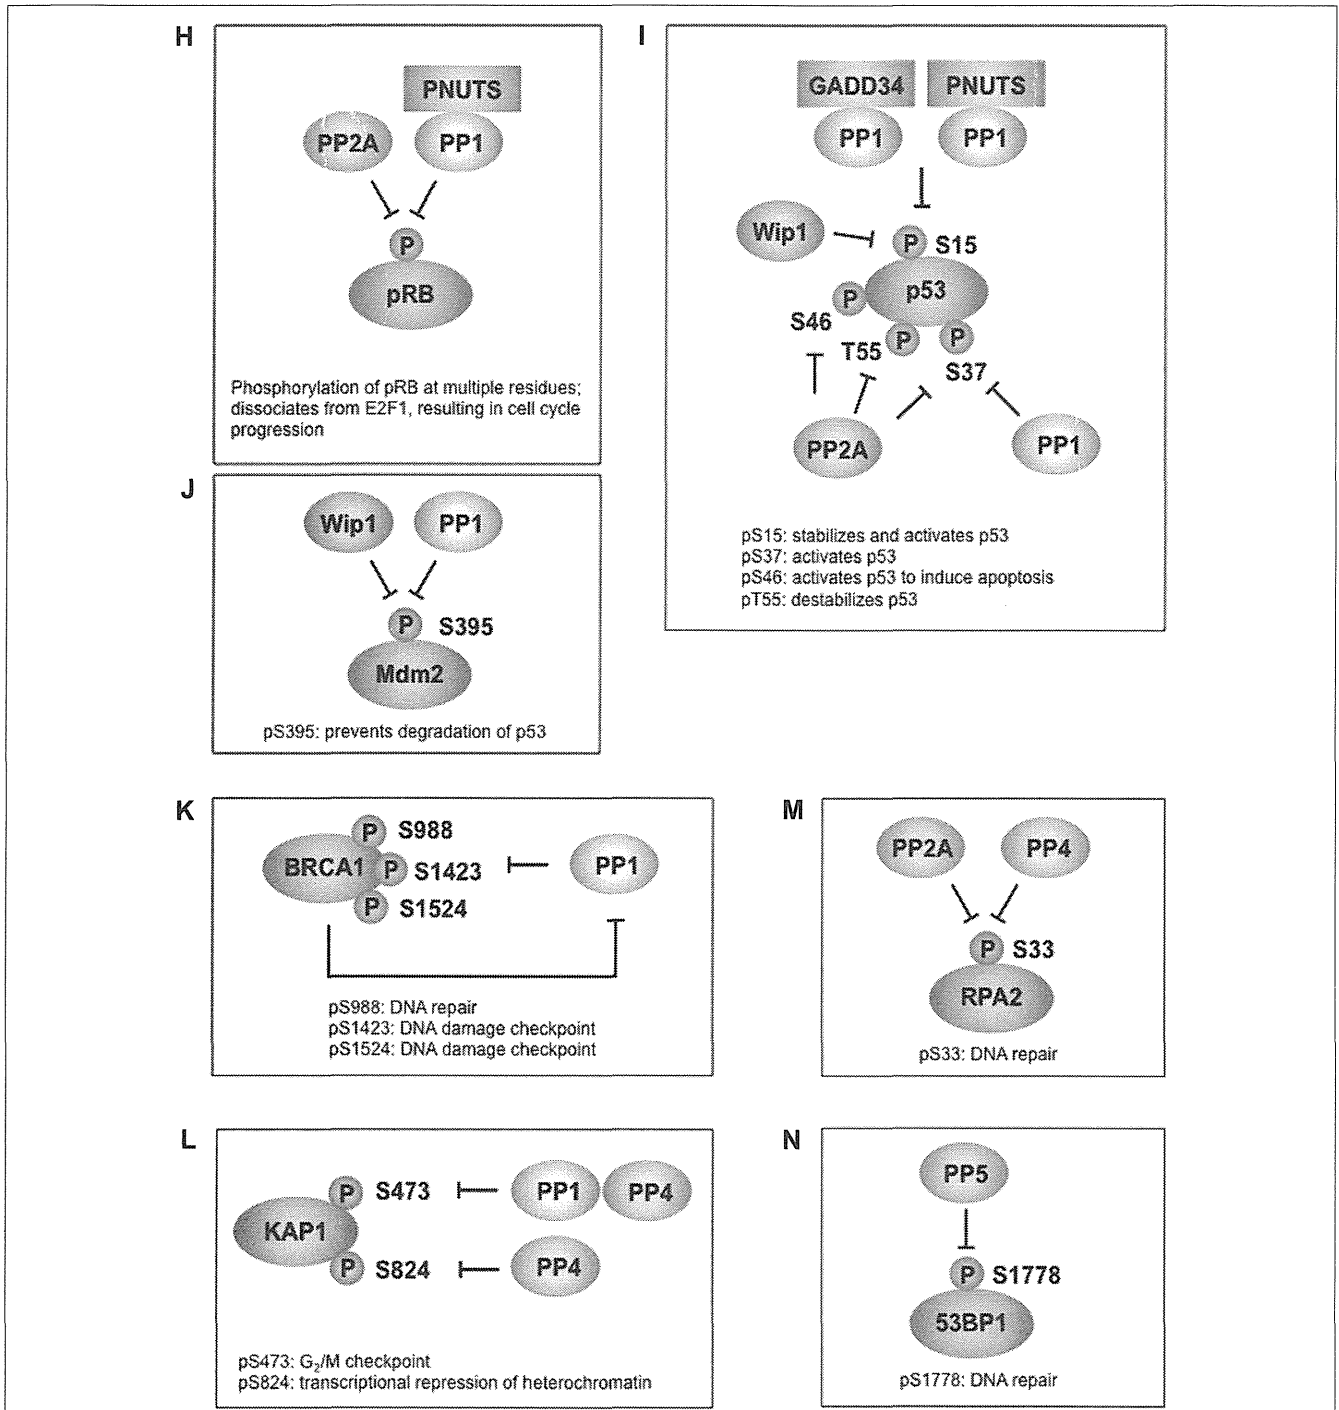 H
PNUTS
PP2A
PP1
P
pRB
Phosphorylation of pRB at multiple residues;
dissociates from E2F1, resulting in cell cycle
progression
I
GADD34
PNUTS
PP1
PP1
Wip1
P
S15
p53
P
S46
T55
P
P
S37
PP2A
PP1
pS15: stabilizes and activates p53
pS37: activates p53
pS46: activates p53 to induce apoptosis
pT55: destabilizes p53
J
Wip1
PP1
P
S395
Mdm2
pS395: prevents degradation of p53
K
P
S988
BRCA1
P
S1423
P
S1524
PP1
pS988: DNA repair
pS1423: DNA damage checkpoint
pS1524: DNA damage checkpoint
M
PP2A
PP4
P
S33
RPA2
pS33: DNA repair
L
P
S473
PP1
PP4
KAP1
P
S824
PP4
pS473: G₂/M checkpoint
pS824: transcriptional repression of heterochromatin
N
PP5
P
S1778
53BP1
pS1778: DNA repair